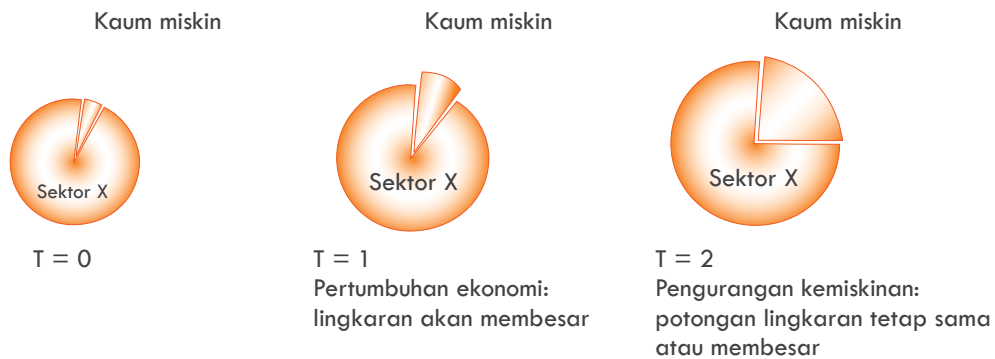 Kaum miskin
Kaum miskin
Kaum miskin
Sektor X
Sektor X
Sektor X
T = 0
T = 1
Pertumbuhan ekonomi:
lingkaran akan membesar
T = 2
Pengurangan kemiskinan:
potongan lingkaran tetap sama
atau membesar